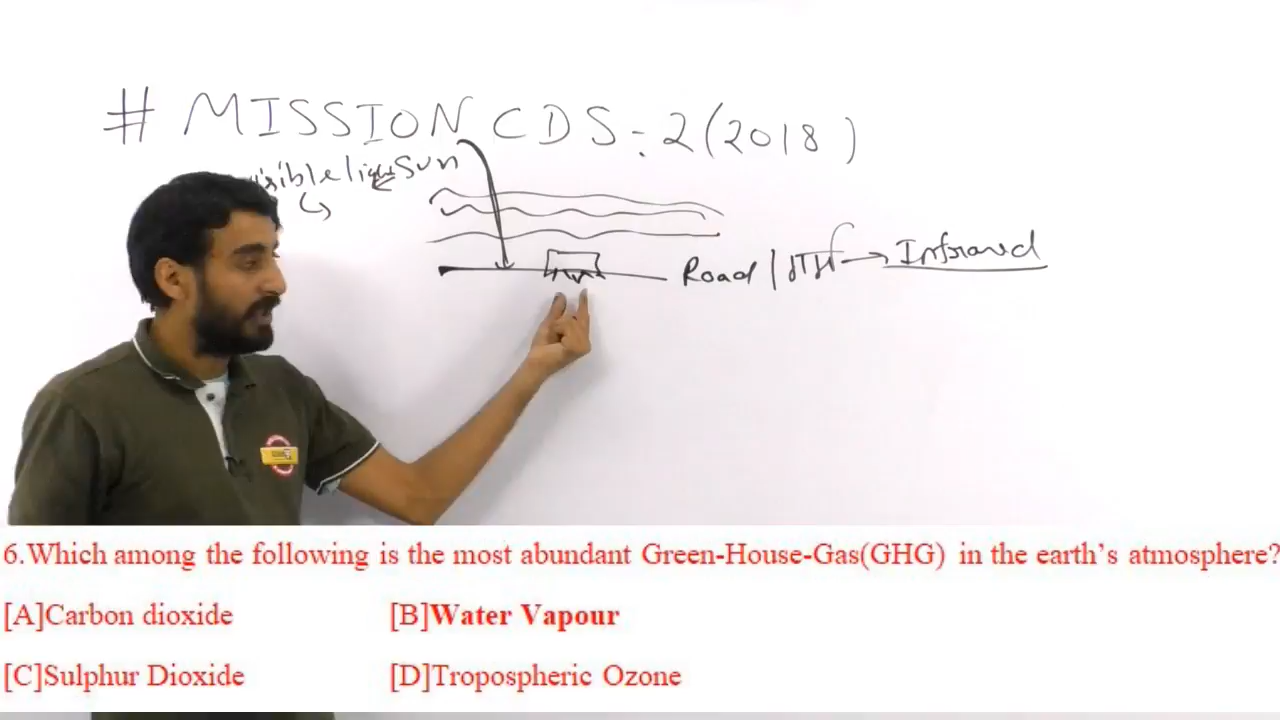 # MISSION CDS: 2 (2018)
Sun
Road | → Infrared
6.Which among the following is the most abundant Green-House-Gas(GHG) in the earth's atmosphere?
[A]Carbon dioxide [B]Water Vapour
[C]Sulphur Dioxide [D]Tropospheric Ozone